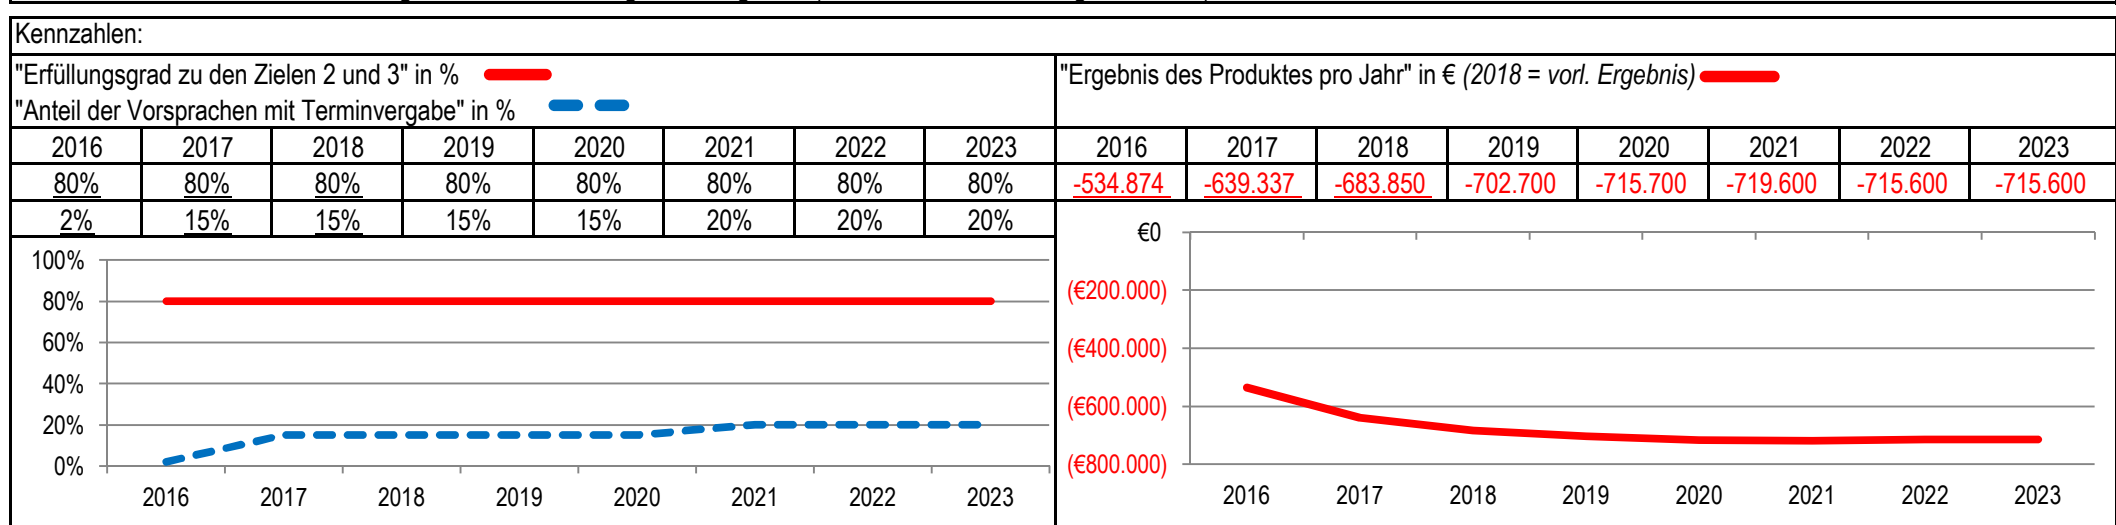 Kennzahlen:
"Erfüllungsgrad zu den Zielen 2 und 3" in %
"Anteil der Vorsprachen mit Terminvergabe" in %
2016 2017 2018 2019 2020 2021 2022 2023
80% 80% 80% 80% 80% 80% 80% 80%
2% 15% 15% 15% 15% 20% 20% 20%
100%
80%
60%
40%
20%
0%
2016 2017 2018 2019 2020 2021 2022 2023
"Ergebnis des Produktes pro Jahr" in € (2018 = vorl. Ergebnis)
2016 2017 2018 2019 2020 2021 2022 2023
-534.874 -639.337 -683.850 -702.700 -715.700 -719.600 -715.600 -715.600
€0
(€200.000)
(€400.000)
(€600.000)
(€800.000)
2016 2017 2018 2019 2020 2021 2022 2023